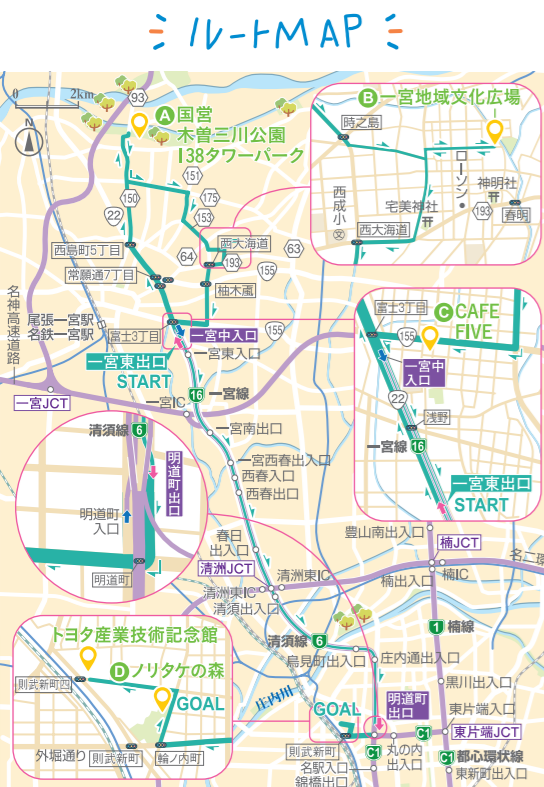 ルートMAP
0 2km
N
93
A 国営
木曽三川公園
138タワーパーク
151
150
175
153
22
西島町5丁目
西大海道
64
193
63
155
常願通7丁目
柚木颪
名神高速道路
尾張一宮駅
名鉄一宮駅
富士3丁目
一宮中入口
155
一宮東出口
START
一宮東入口
16 一宮線
一宮JCT
一宮IC
一宮南出口
一宮西春出入口
西春入口
西春出口
春日
出入口
清洲JCT
清洲東IC
清洲東IC
清須出入口
清須線
6
庄内通出入口
鳥見町出入口
庄内川
明道町
出口
GOAL
則武新町
名駅入口
錦橋出口
丸の内
出入口
C1
C1
C1 都心環状線
東新町出入口
東片端JCT
東片端入口
黒川出入口
1 楠線
楠出入口
楠IC
楠JCT
名二環
豊山南出入口
B 一宮地域文化広場
時之島
ローソン
神明社
西成小
文
宅美神社
193
春明
西大海道
富士3丁目
C CAFE
FIVE
155
一宮中
入口
22
浅野
一宮線 16
一宮東出口
START
清須線 6
明道町出口
明道町
入口
明道町
トヨタ産業技術記念館
D ノリタケの森
則武新町四
GOAL
外堀通り
則武新町
輪ノ内町